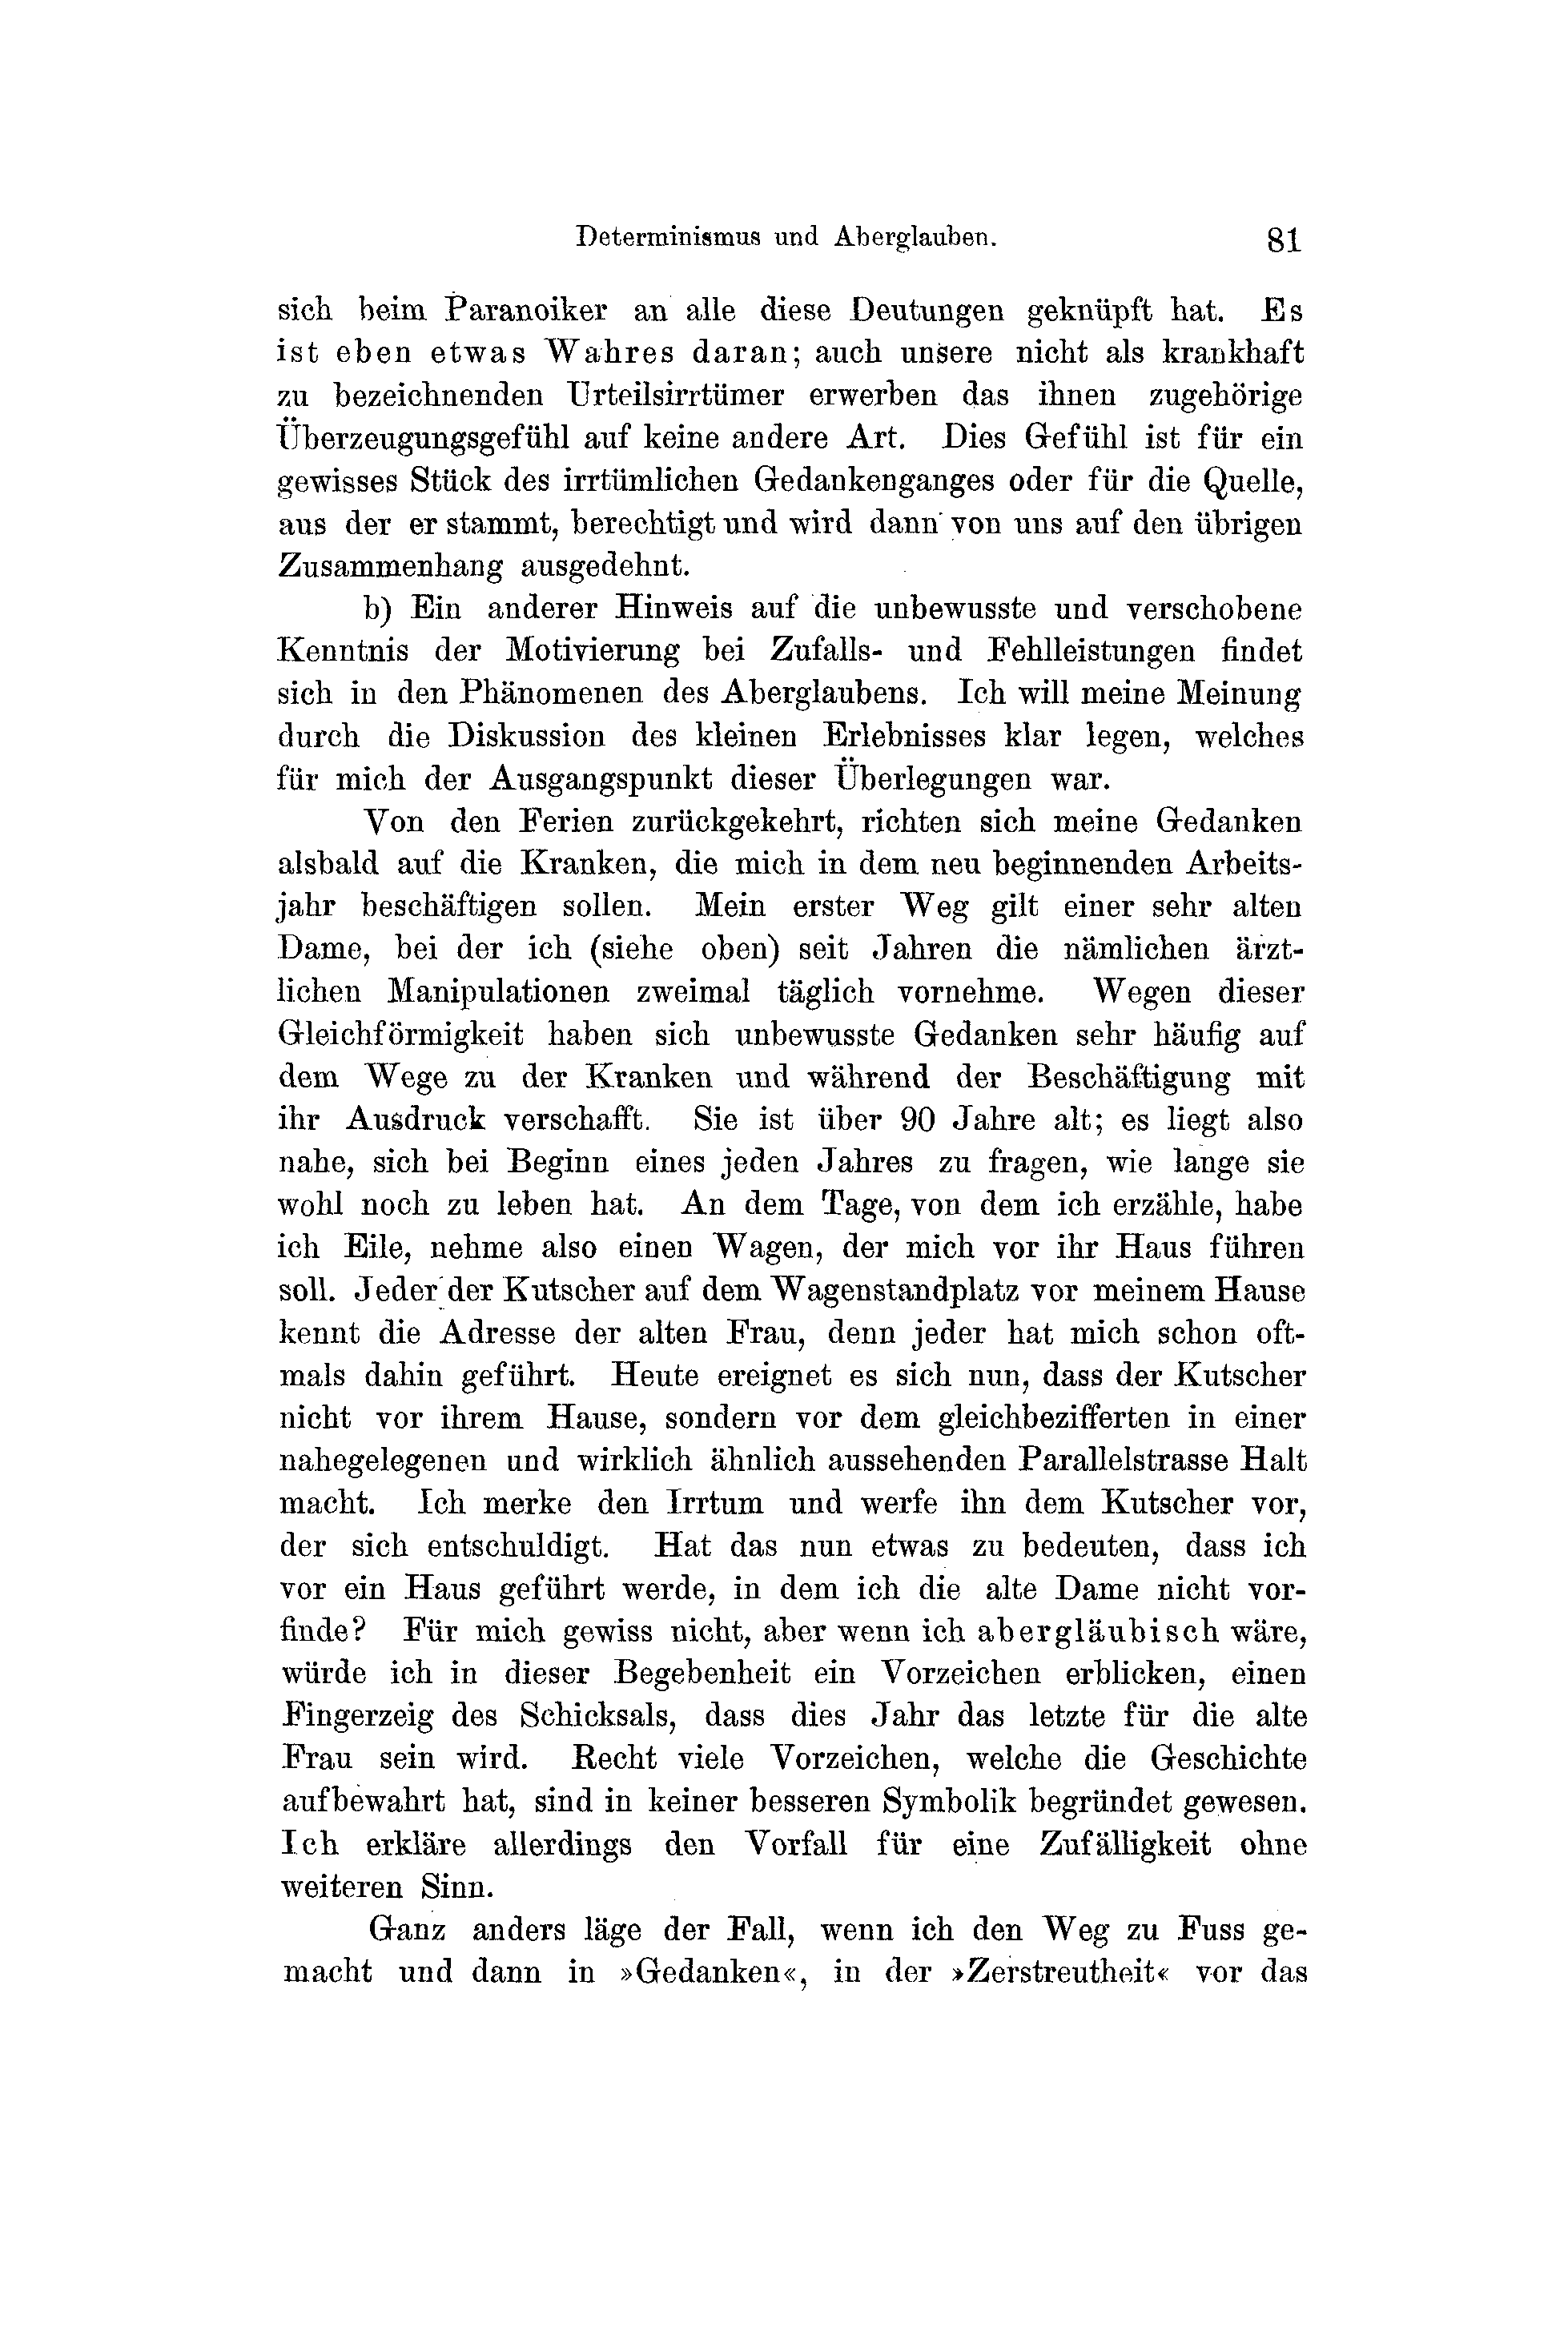 Determinismus und Aberglauben. 81
sich beim Paranoiker an alle diese Deutungen geknüpft hat. Es
ist eben etwas Wahres daran; auch unsere nicht als krankhaft
zu bezeichnenden Urteilsirrtümer erwerben das ihnen zugehörige
Überzeugungsgefühl auf keine andere Art. Dies Gefühl ist für ein
gewisses Stück des irrtümlichen Gedankenganges oder für die Quelle,
aus der er stammt, berechtigt und wird dann von uns auf den übrigen
Zusammenhang ausgedehnt.
b) Ein anderer Hinweis auf die unbewusste und verschobene
Kenntnis der Motivierung bei Zufalls- und Fehlleistungen findet
sich in den Phänomenen des Aberglaubens. Ich will meine Meinung
durch die Diskussion des kleinen Erlebnisses klar legen, welches
für mich der Ausgangspunkt dieser Überlegungen war.
Von den Ferien zurückgekehrt, richten sich meine Gedanken
alsbald auf die Kranken, die mich in dem neu beginnenden Arbeits-
jahr beschäftigen sollen. Mein erster Weg gilt einer sehr alten
Dame, bei der ich (siehe oben) seit Jahren die nämlichen ärzt-
lichen Manipulationen zweimal täglich vornehme. Wegen dieser
Gleichförmigkeit haben sich unbewusste Gedanken sehr häufig auf
dem Wege zu der Kranken und während der Beschäftigung mit
ihr Ausdruck verschafft. Sie ist über 90 Jahre alt; es liegt also
nahe, sich bei Beginn eines jeden Jahres zu fragen, wie lange sie
wohl noch zu leben hat. An dem Tage, von dem ich erzähle, habe
ich Eile, nehme also einen Wagen, der mich vor ihr Haus führen
soll. Jeder der Kutscher auf dem Wagenstandplatz vor meinem Hause
kennt die Adresse der alten Frau, denn jeder hat mich schon oft-
mals dahin geführt. Heute ereignet es sich nun, dass der Kutscher
nicht vor ihrem Hause, sondern vor dem gleichbezifferten in einer
nahegelegenen und wirklich ähnlich aussehenden Parallelstrasse Halt
macht. Ich merke den Irrtum und werfe ihn dem Kutscher vor,
der sich entschuldigt. Hat das nun etwas zu bedeuten, dass ich
vor ein Haus geführt werde, in dem ich die alte Dame nicht vor-
finde? Für mich gewiss nicht, aber wenn ich abergläubisch wäre,
würde ich in dieser Begebenheit ein Vorzeichen erblicken, einen
Fingerzeig des Schicksals, dass dies Jahr das letzte für die alte
Frau sein wird. Recht viele Vorzeichen, welche die Geschichte
aufbewahrt hat, sind in keiner besseren Symbolik begründet gewesen.
Ich erkläre allerdings den Vorfall für eine Zufälligkeit ohne
weiteren Sinn.
Ganz anders läge der Fall, wenn ich den Weg zu Fuss ge-
macht und dann in »Gedanken«, in der »Zerstreutheit« vor das